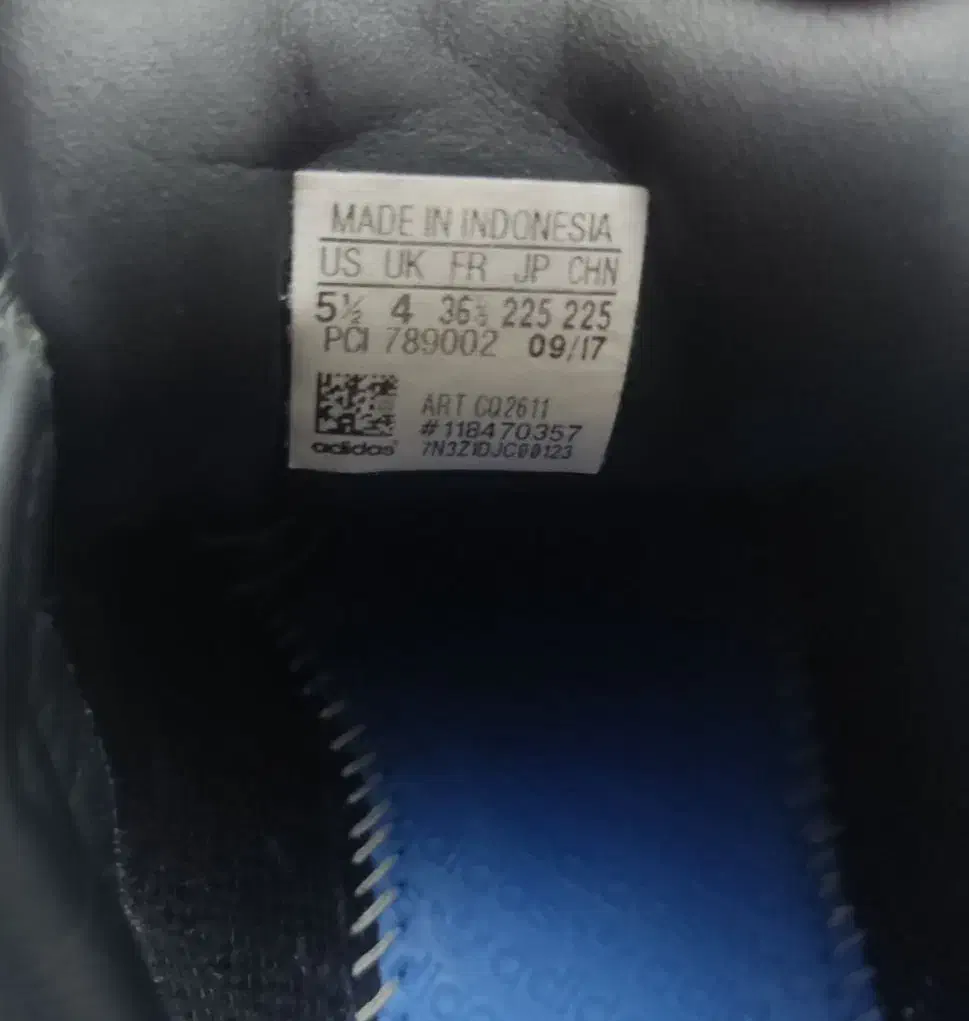 MADE IN INDONESIA
US UK FR JP CHN
5½ 4 36⅔ 225 225
PCI 789002 09/17
ART CQ2611
#118470357
adidas 7N3Z1DJC00123
adidas